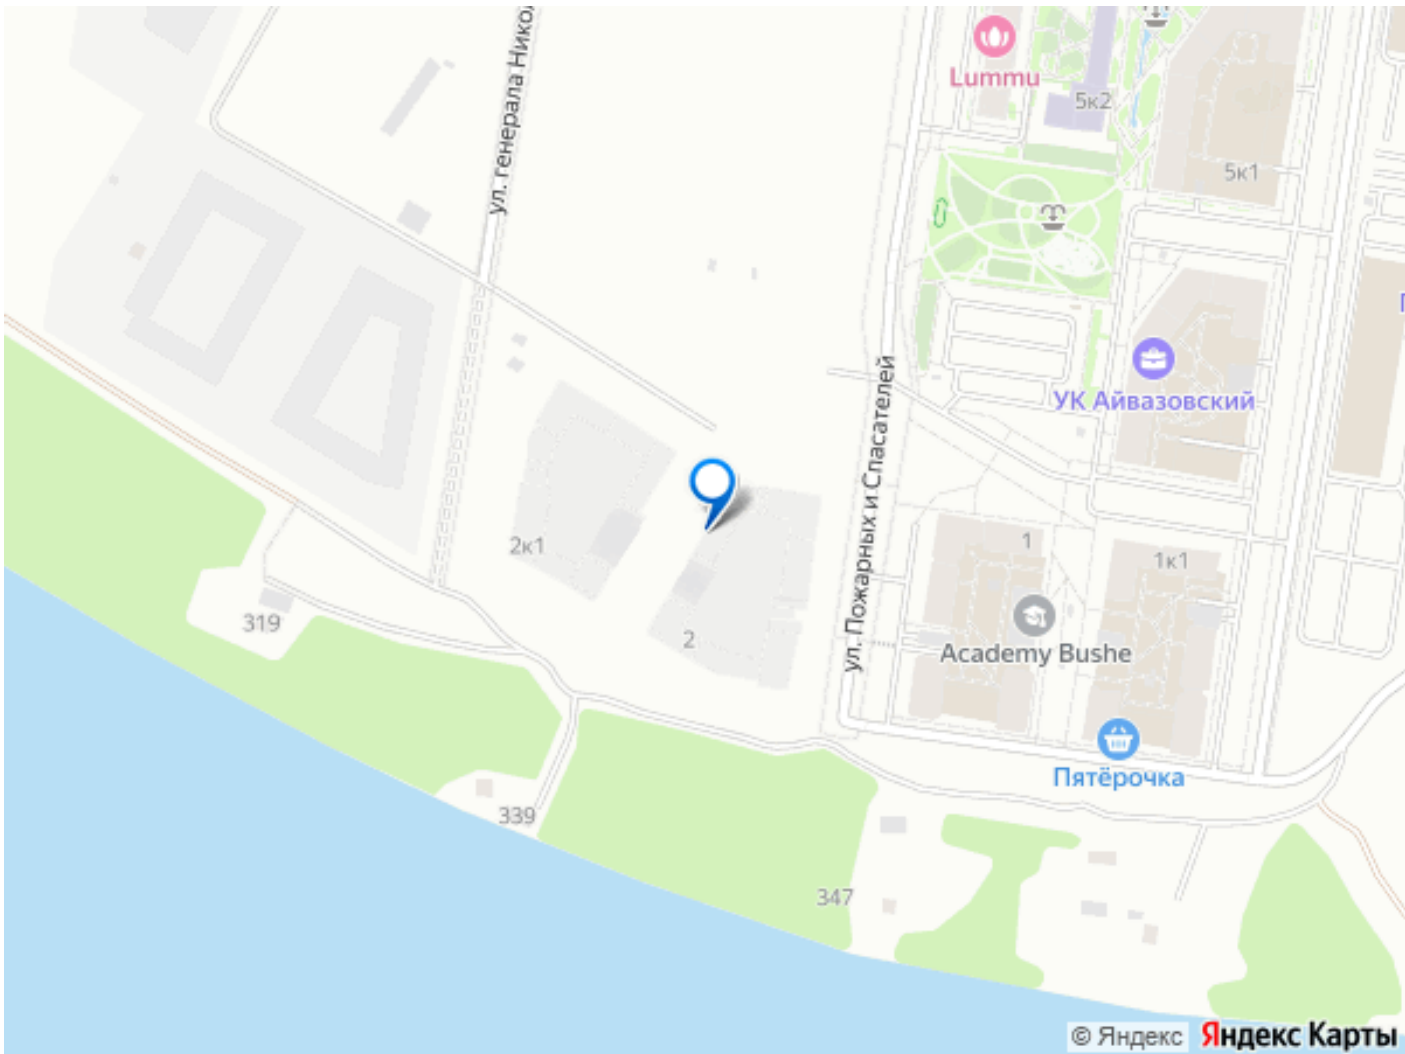 ул. генерала Нико
Lummu
5к2
5к1
УК Айвазовский
ул. Пожарных и Спасателей
2к1
2
1
1к1
Academy Bushe
319
Пятёрочка
339
347
© Яндекс Яндекс Карты